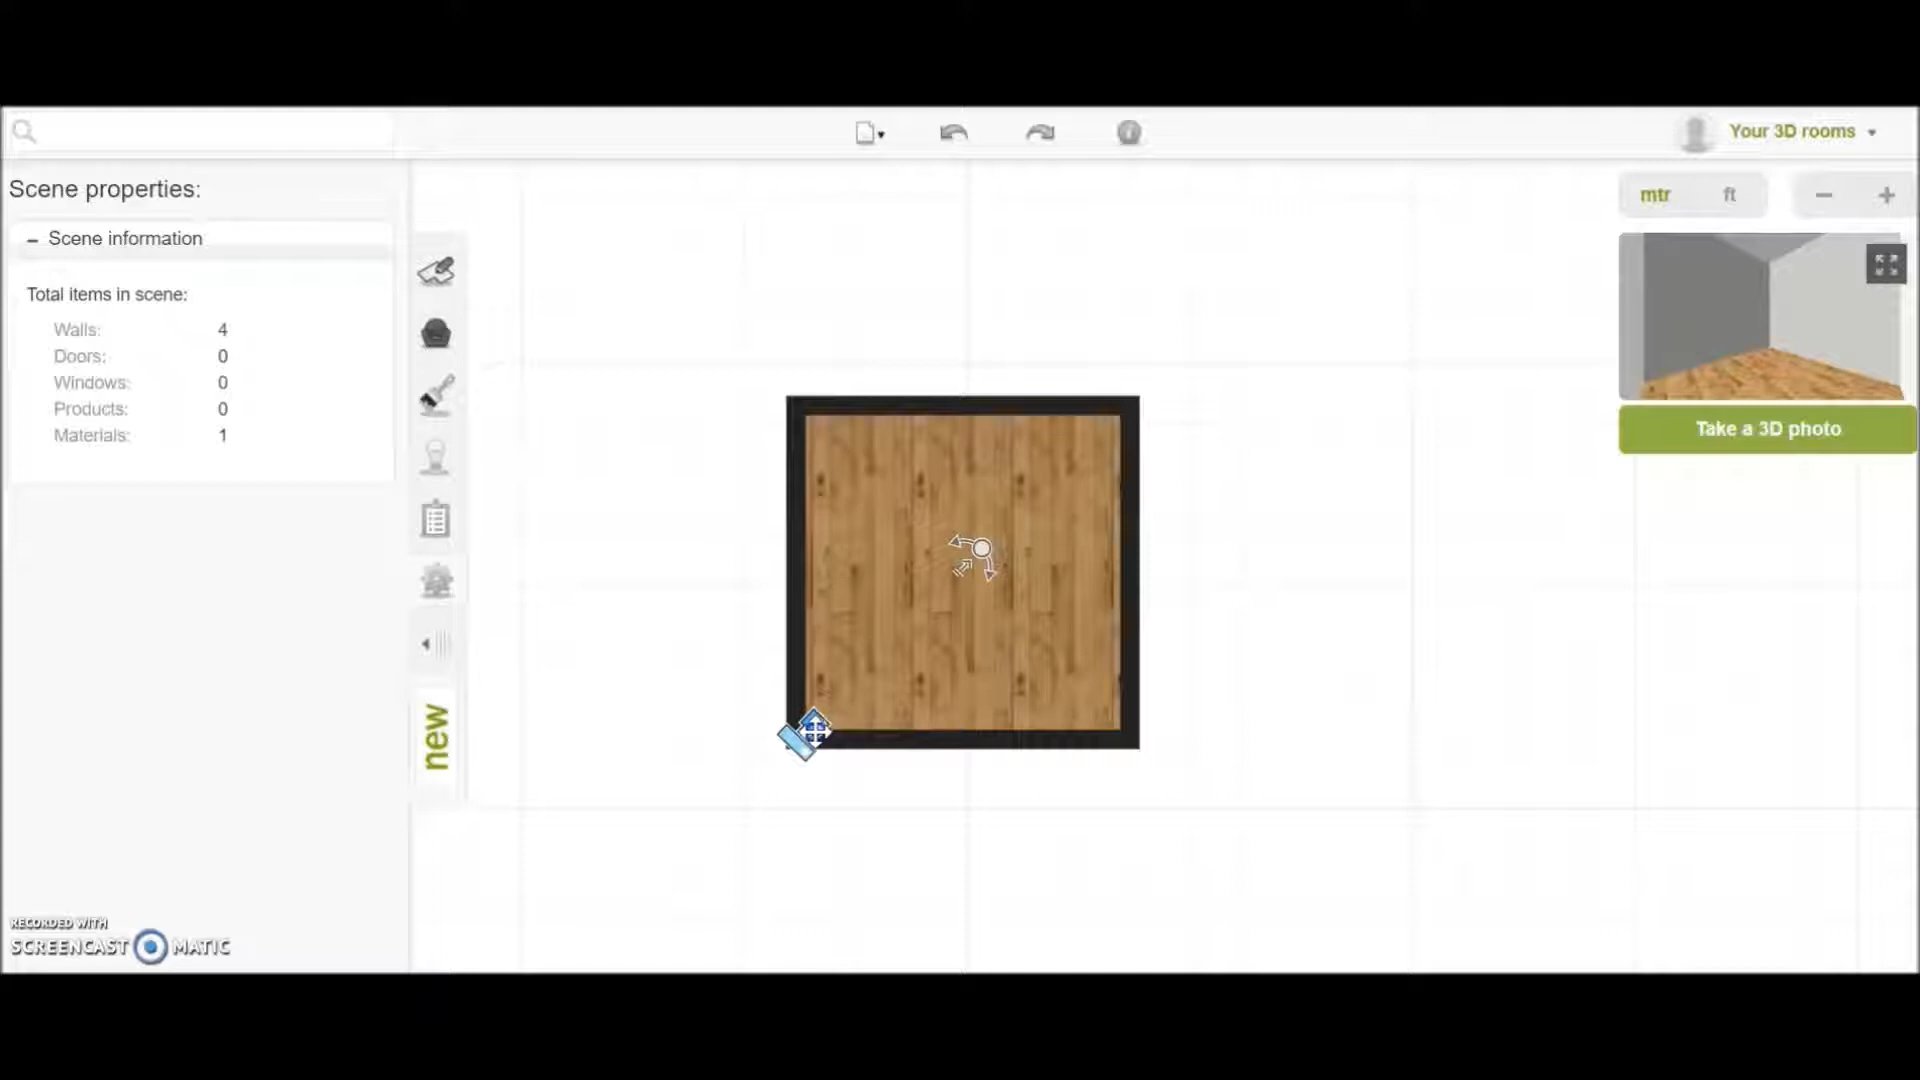 Your 3D rooms
Scene properties:
mtr ft
Scene information
Total items in scene:
Walls: 4
Doors: 0
Windows: 0
Products: 0
Materials: 1
Take a 3D photo
new
RECORDED WITH
SCREENCAST MATIC